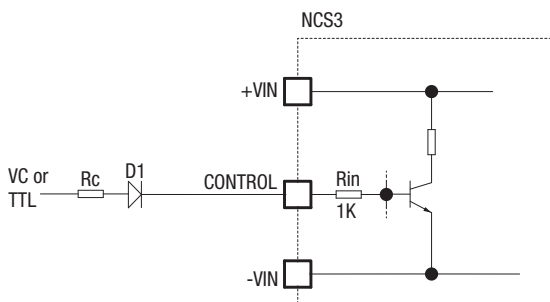 NCS3
+VIN
VC or
TTL
Rc
D1
CONTROL
Rin
1K
-VIN